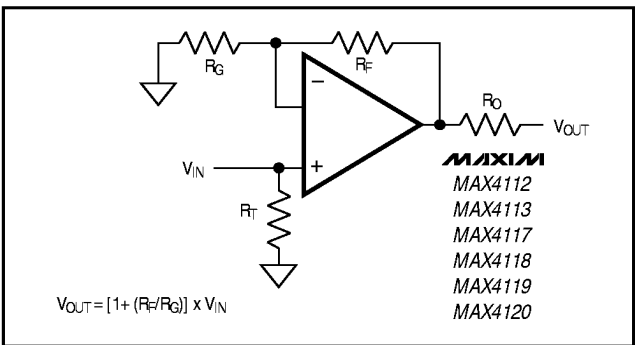 RG
RF
−
RO
VOUT
VIN
+
MAXIM
MAX4112
MAX4113
MAX4117
MAX4118
MAX4119
MAX4120
RT
VOUT = [1+ (RF/RG)] x VIN